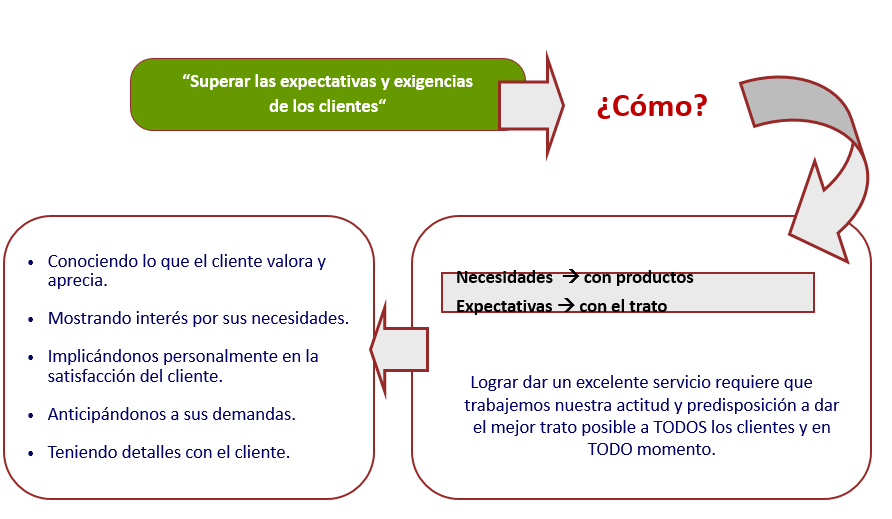 “Superar las expectativas y exigencias
de los clientes“
¿Cómo?
Necesidades → con productos
Expectativas → con el trato
Lograr dar un excelente servicio requiere que
trabajemos nuestra actitud y predisposición a dar
el mejor trato posible a TODOS los clientes y en
TODO momento.
• Conociendo lo que el cliente valora y
aprecia.
• Mostrando interés por sus necesidades.
• Implicándonos personalmente en la
satisfacción del cliente.
• Anticipándonos a sus demandas.
• Teniendo detalles con el cliente.